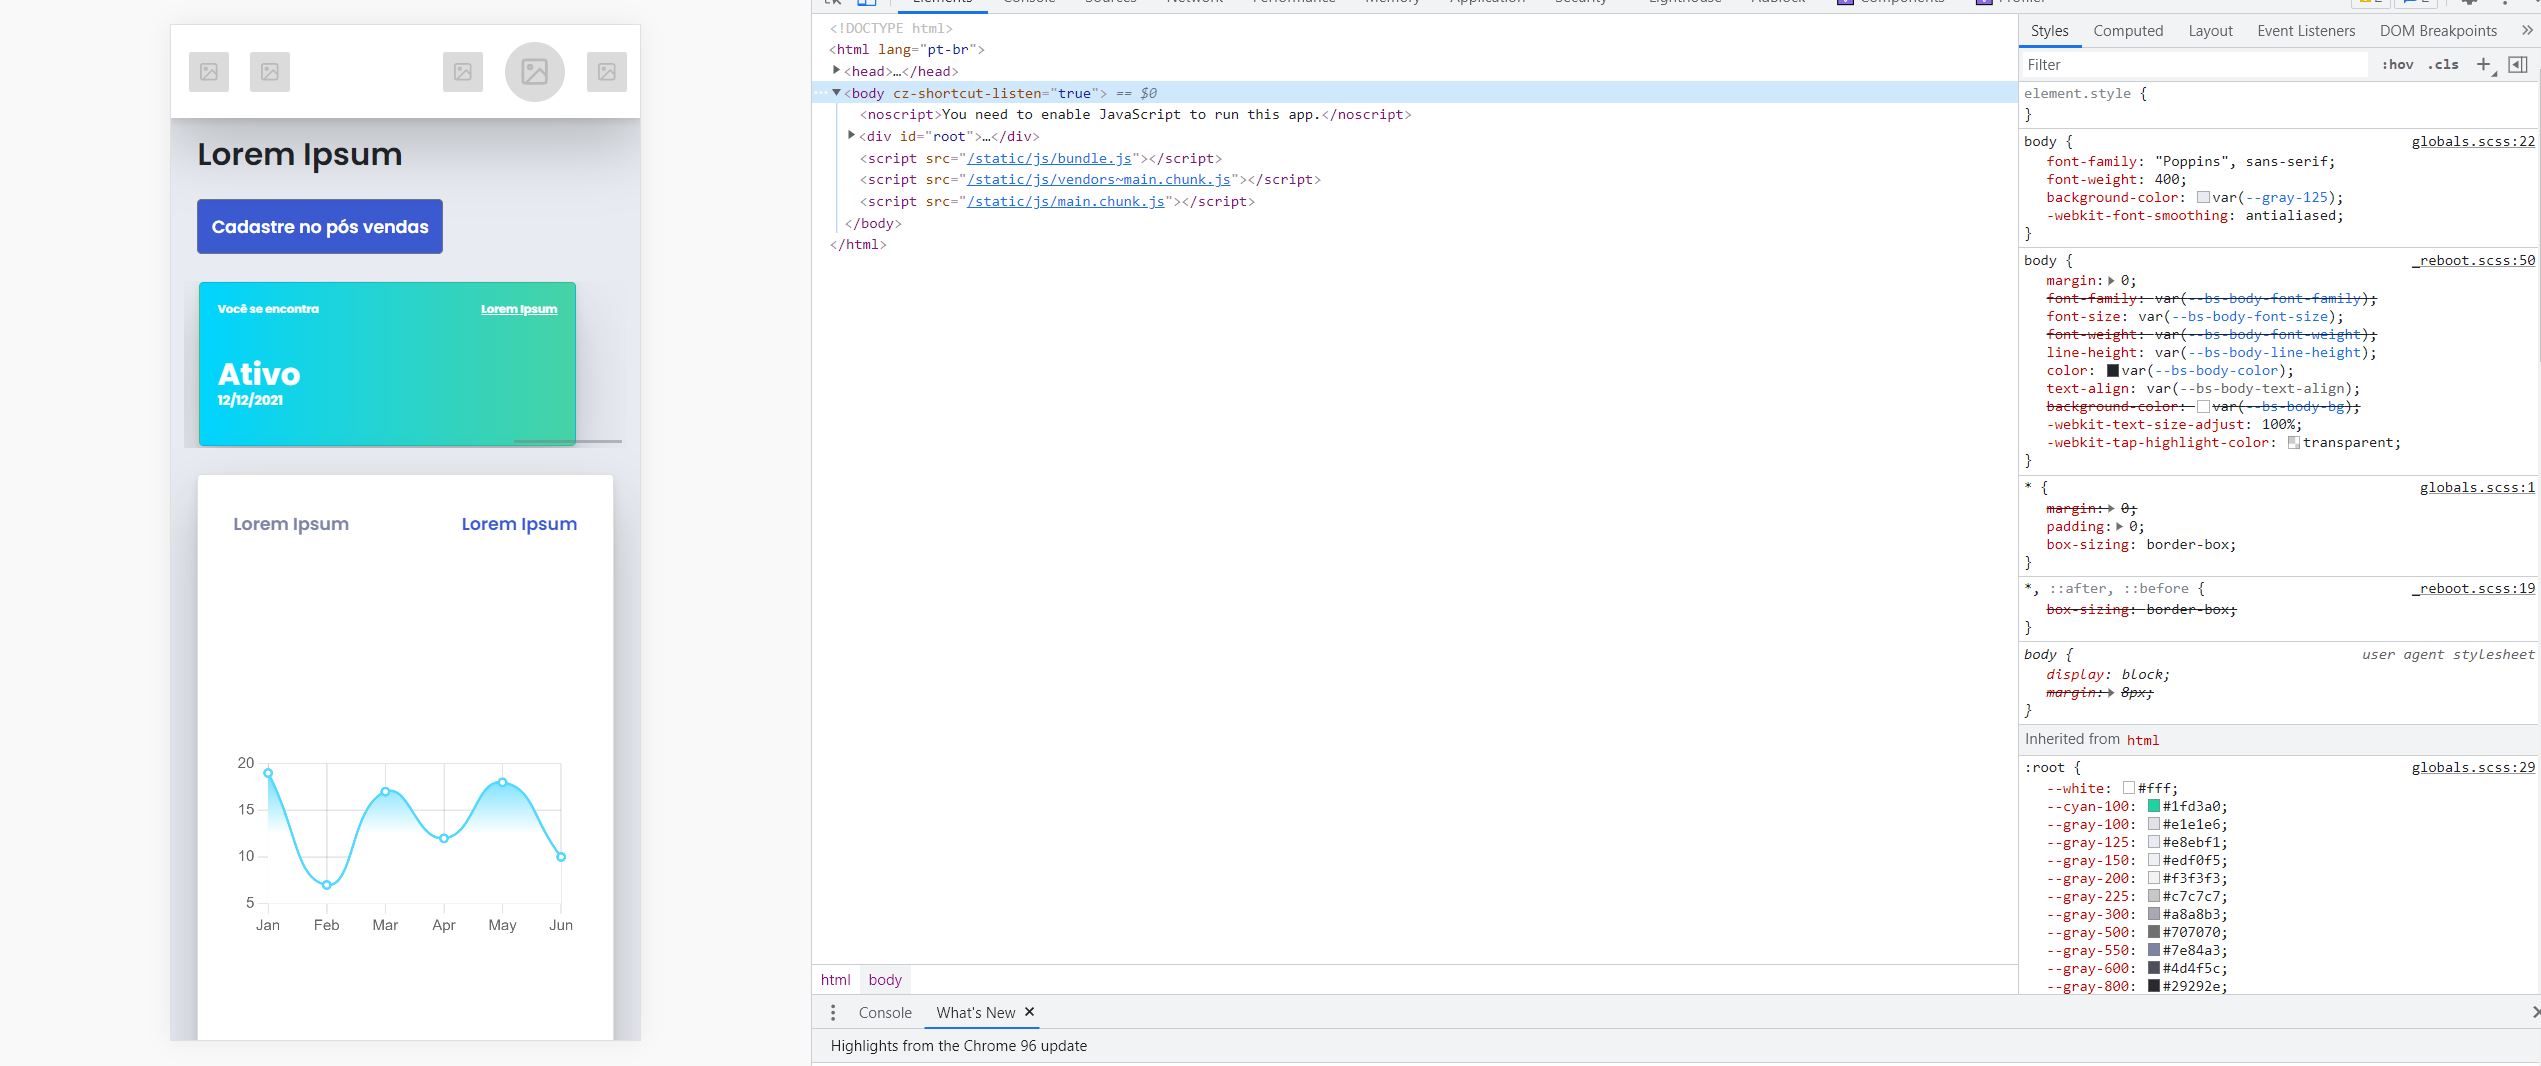 Elements Console Sources Network Performance Memory Application Security Lighthouse Adblock Components Profiler
Lorem Ipsum
Cadastre no pós vendas
Você se encontra Lorem Ipsum
Ativo
12/12/2021
Lorem Ipsum Lorem Ipsum
20
15
10
5
Jan Feb Mar Apr May Jun
<!DOCTYPE html>
<html lang="pt-br">
<head>…</head>
<body cz-shortcut-listen="true"> == $0
<noscript>You need to enable JavaScript to run this app.</noscript>
<div id="root">…</div>
<script src="/static/js/bundle.js"></script>
<script src="/static/js/vendors~main.chunk.js"></script>
<script src="/static/js/main.chunk.js"></script>
</body>
</html>
html body
Console What's New
Highlights from the Chrome 96 update
Styles Computed Layout Event Listeners DOM Breakpoints
Filter :hov .cls
element.style {
}
body { globals.scss:22
font-family: "Poppins", sans-serif;
font-weight: 400;
background-color: var(--gray-125);
-webkit-font-smoothing: antialiased;
}
body { _reboot.scss:50
margin: 0;
font-family: var(--bs-body-font-family);
font-size: var(--bs-body-font-size);
font-weight: var(--bs-body-font-weight);
line-height: var(--bs-body-line-height);
color: var(--bs-body-color);
text-align: var(--bs-body-text-align);
background-color: var(--bs-body-bg);
-webkit-text-size-adjust: 100%;
-webkit-tap-highlight-color: transparent;
}
* { globals.scss:1
margin: 0;
padding: 0;
box-sizing: border-box;
}
*, ::after, ::before { _reboot.scss:19
box-sizing: border-box;
}
body { user agent stylesheet
display: block;
margin: 8px;
}
Inherited from html
:root { globals.scss:29
--white: #fff;
--cyan-100: #1fd3a0;
--gray-100: #e1e1e6;
--gray-125: #e8ebf1;
--gray-150: #edf0f5;
--gray-200: #f3f3f3;
--gray-225: #c7c7c7;
--gray-300: #a8a8b3;
--gray-500: #707070;
--gray-550: #7e84a3;
--gray-600: #4d4f5c;
--gray-800: #29292e;